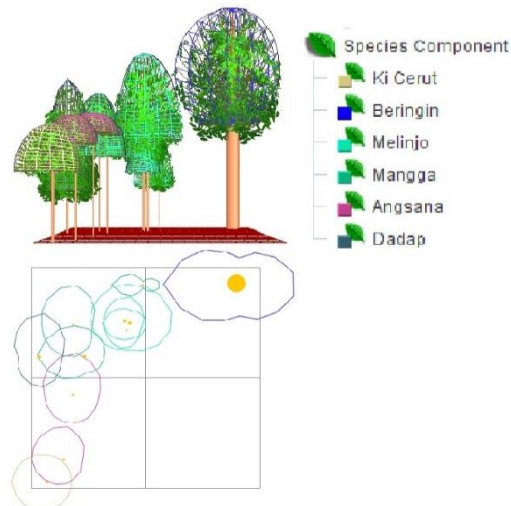 Species Component
Ki Cerut
Beringin
Melinjo
Mangga
Angsana
Dadap